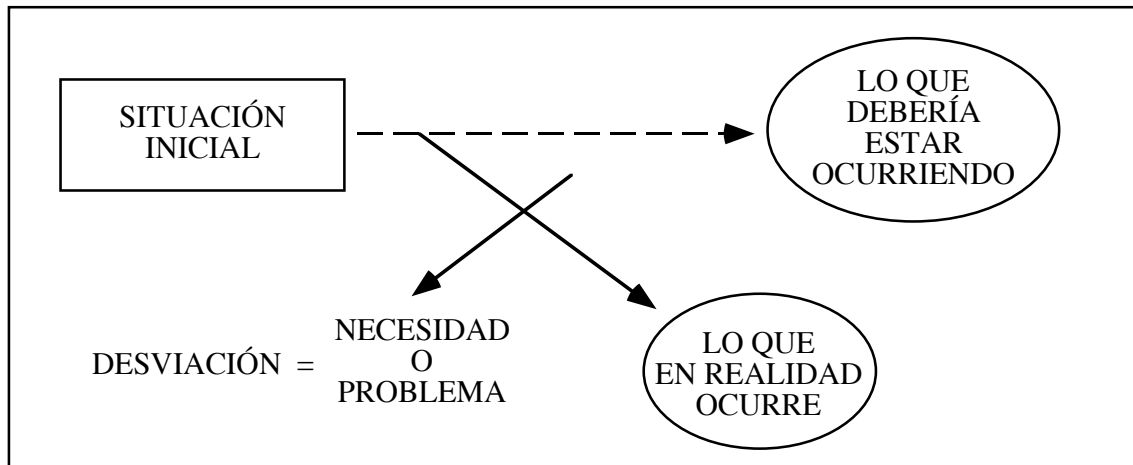 SITUACIÓN
INICIAL
LO QUE
DEBERÍA
ESTAR
OCURRIENDO
DESVIACIÓN =
NECESIDAD
O
PROBLEMA
LO QUE
EN REALIDAD
OCURRE